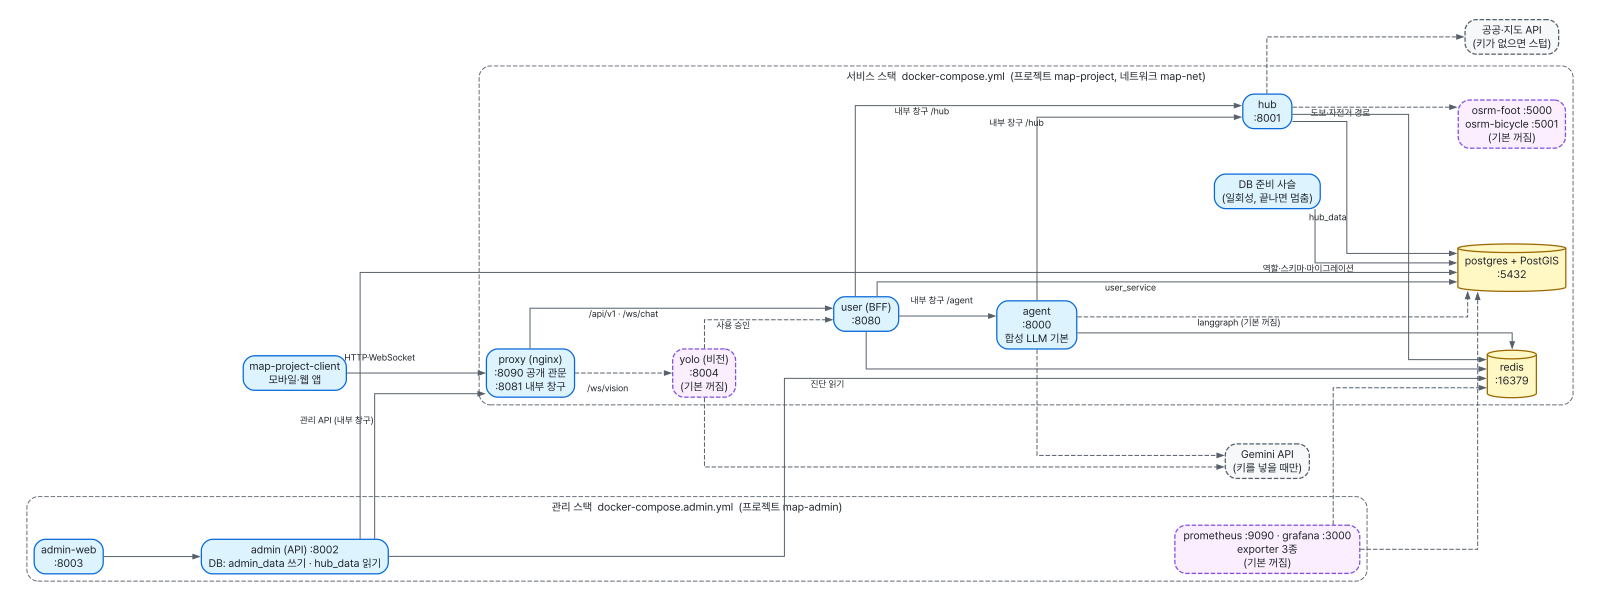 공공·지도 API
(키가 없으면 스텁)
서비스 스택  docker-compose.yml  (프로젝트 map-project, 네트워크 map-net)
hub
:8001
내부 창구 /hub
내부 창구 /hub
도보·자전거 경로
osrm-foot :5000
osrm-bicycle :5001
(기본 꺼짐)
DB 준비 사슬
(일회성, 끝나면 멈춤)
hub_data
postgres + PostGIS
:5432
역할·스키마·마이그레이션
user_service
user (BFF)
:8080
내부 창구 /agent
agent
:8000
합성 LLM 기본
langgraph (기본 꺼짐)
/api/v1 · /ws/chat
사용 승인
HTTP·WebSocket
map-project-client
모바일·웹 앱
proxy (nginx)
:8090 공개 관문
:8081 내부 창구
/ws/vision
yolo (비전)
:8004
(기본 꺼짐)
진단 읽기
redis
:16379
관리 API (내부 창구)
Gemini API
(키를 넣을 때만)
관리 스택  docker-compose.admin.yml  (프로젝트 map-admin)
admin-web
:8003
admin (API) :8002
DB: admin_data 쓰기 · hub_data 읽기
prometheus :9090 · grafana :3000
exporter 3종
(기본 꺼짐)